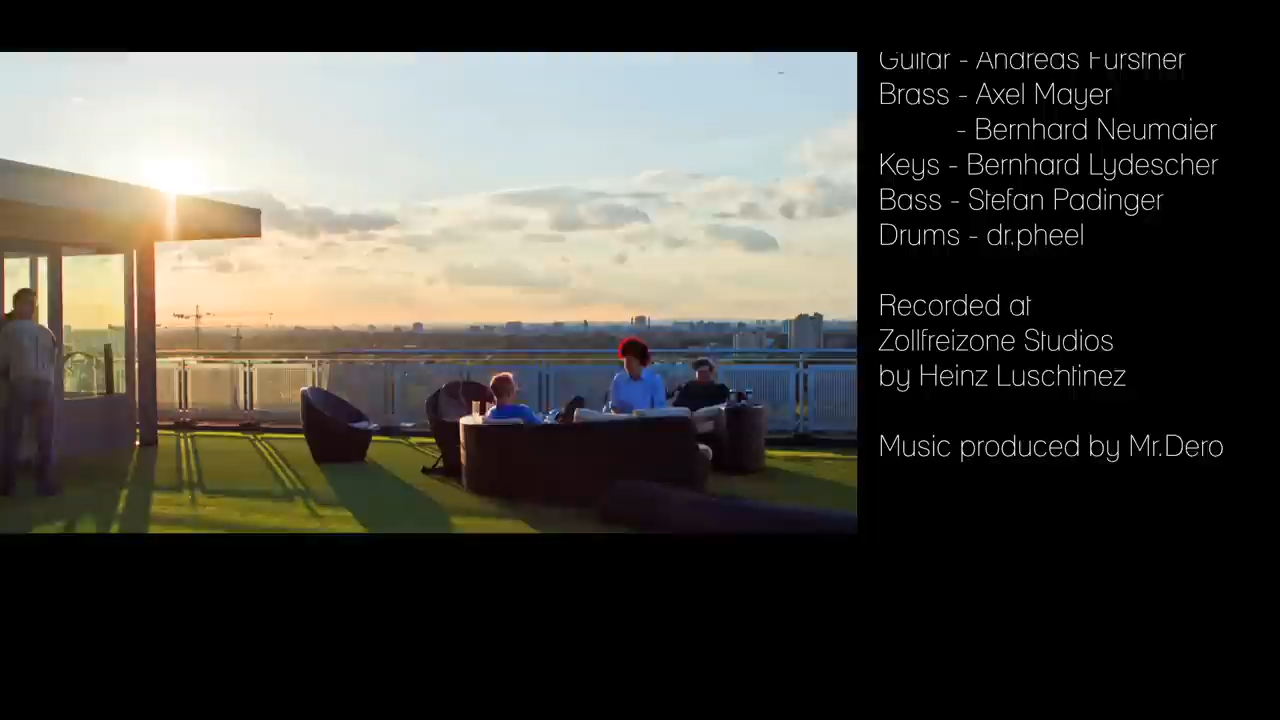 Guitar - Andreas Fürstner
Brass - Axel Mayer
- Bernhard Neumaier
Keys - Bernhard Lydescher
Bass - Stefan Padinger
Drums - dr.pheel
Recorded at
Zollfreizone Studios
by Heinz Luschtinez
Music produced by Mr.Dero